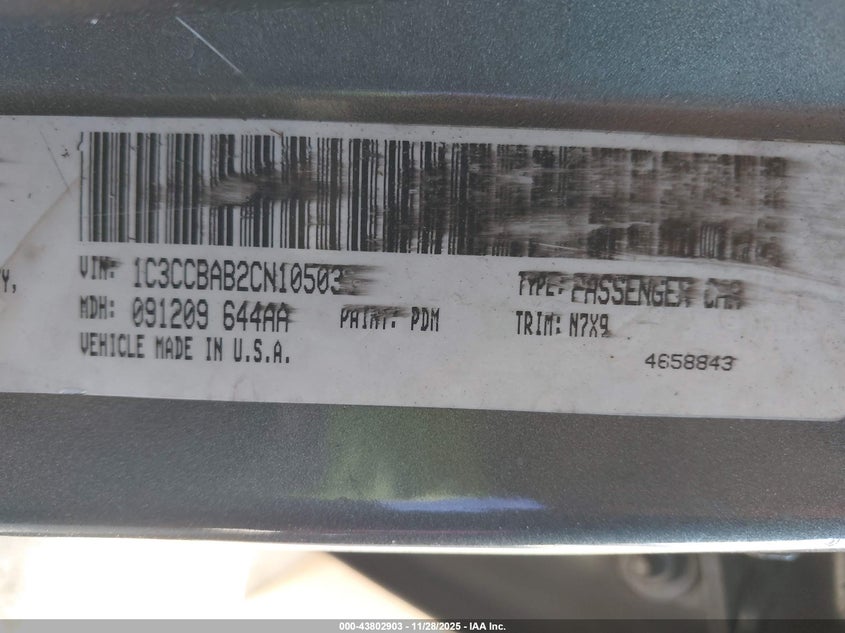 Y,
VIN: 1C3CCBAB2CN10503
TYPE: PASSENGER CAR
MDH: 091209 644AA
PAINT: PDM
TRIM: N7X9
VEHICLE MADE IN U.S.A.
4658843
000-43802903 - 11/28/2025 - IAA Inc.